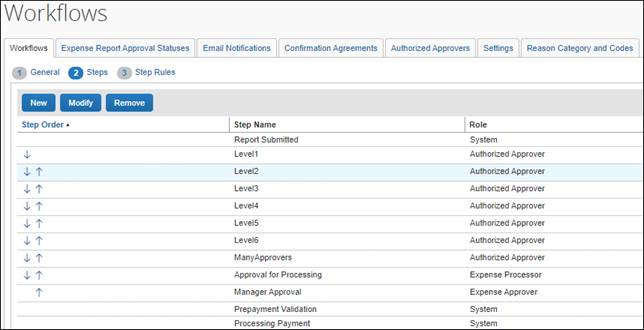 Workflows
Workflows Expense Report Approval Statuses Email Notifications Confirmation Agreements Authorized Approvers Settings Reason Category and Codes
1 General 2 Steps 3 Step Rules
New Modify Remove
Step Order Step Name Role
Report Submitted System
Level1 Authorized Approver
Level2 Authorized Approver
Level3 Authorized Approver
Level4 Authorized Approver
Level5 Authorized Approver
Level6 Authorized Approver
ManyApprovers Authorized Approver
Approval for Processing Expense Processor
Manager Approval Expense Approver
Prepayment Validation System
Processing Payment System